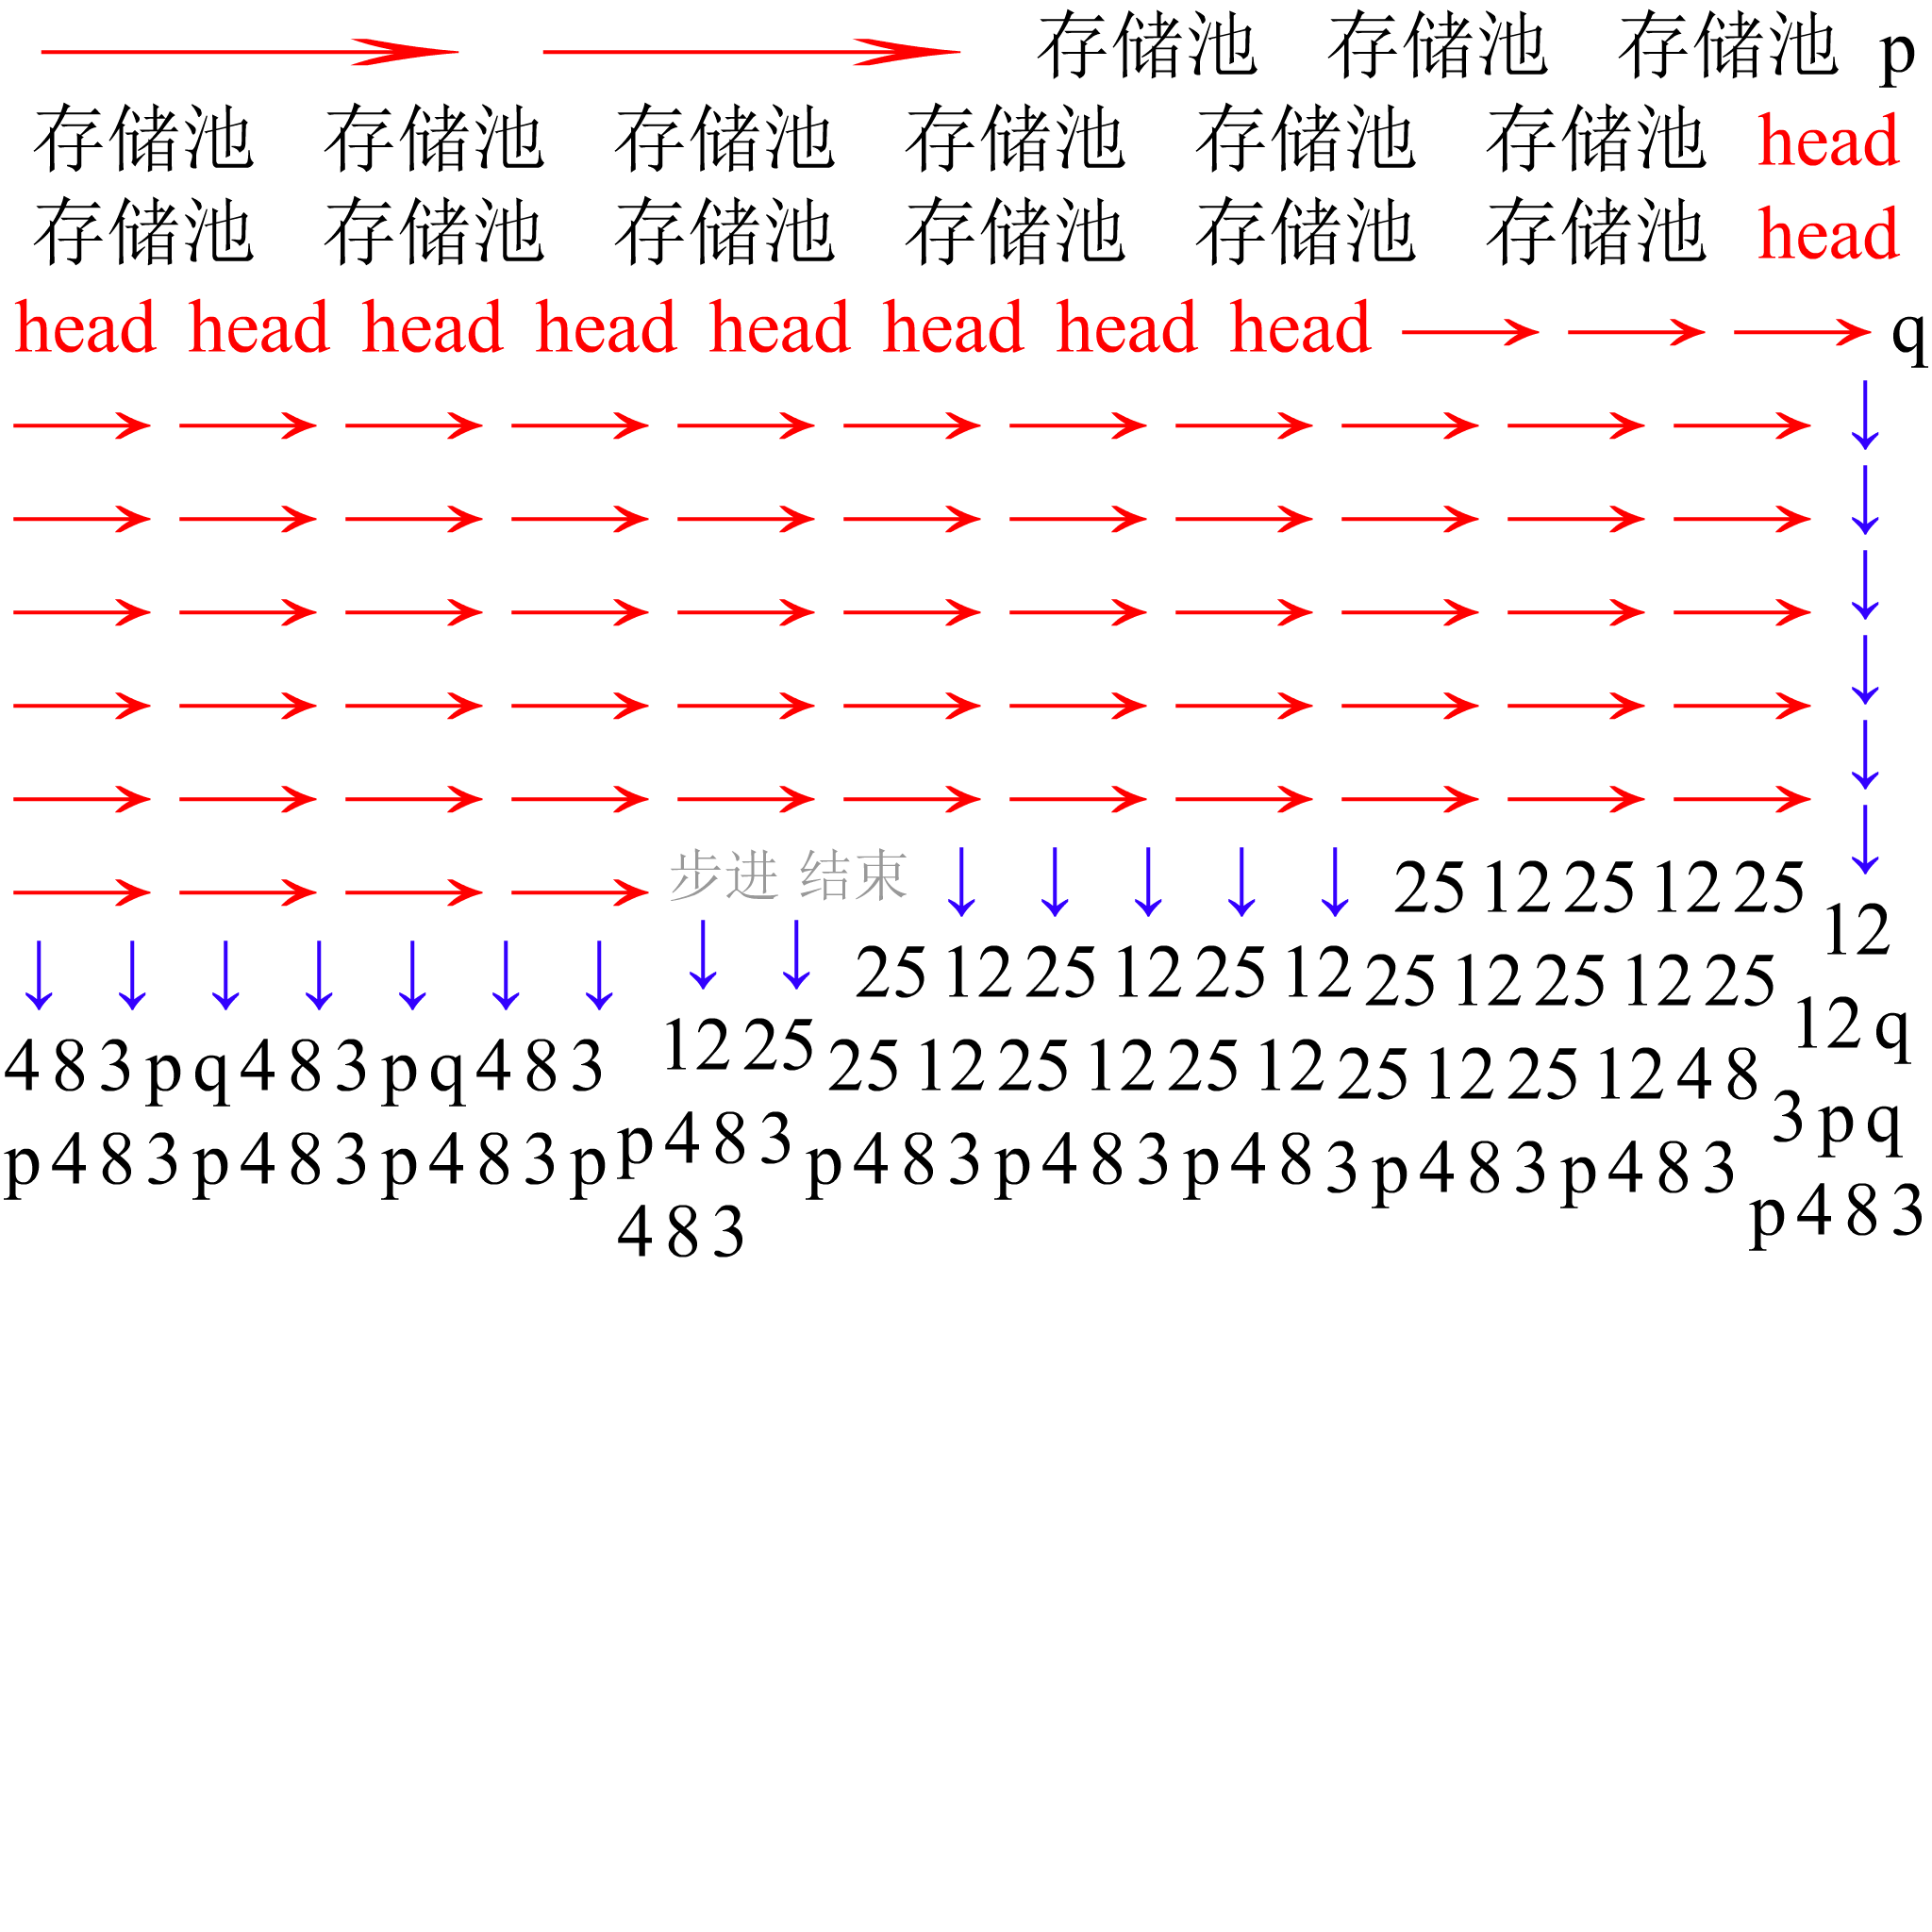 存储池 存储池 存储池 p
存储池 存储池 存储池 存储池 存储池 存储池 head
存储池 存储池 存储池 存储池 存储池 存储池 head
head head head head head head head head q
步进 结束 25 12 25 12 25 12
25 12 25 12 25 12 25 12 25 12 25 12 q
4 8 3 p q 4 8 3 p q 4 8 3 12 25 25 12 25 12 25 12 25 12 25 12 4 8 3 p q
p 4 8 3 p 4 8 3 p 4 8 3 p p 4 8 3 p 4 8 3 p 4 8 3 p 4 8 3 p 4 8 3 p 4 8 3 p 4 8 3
4 8 3